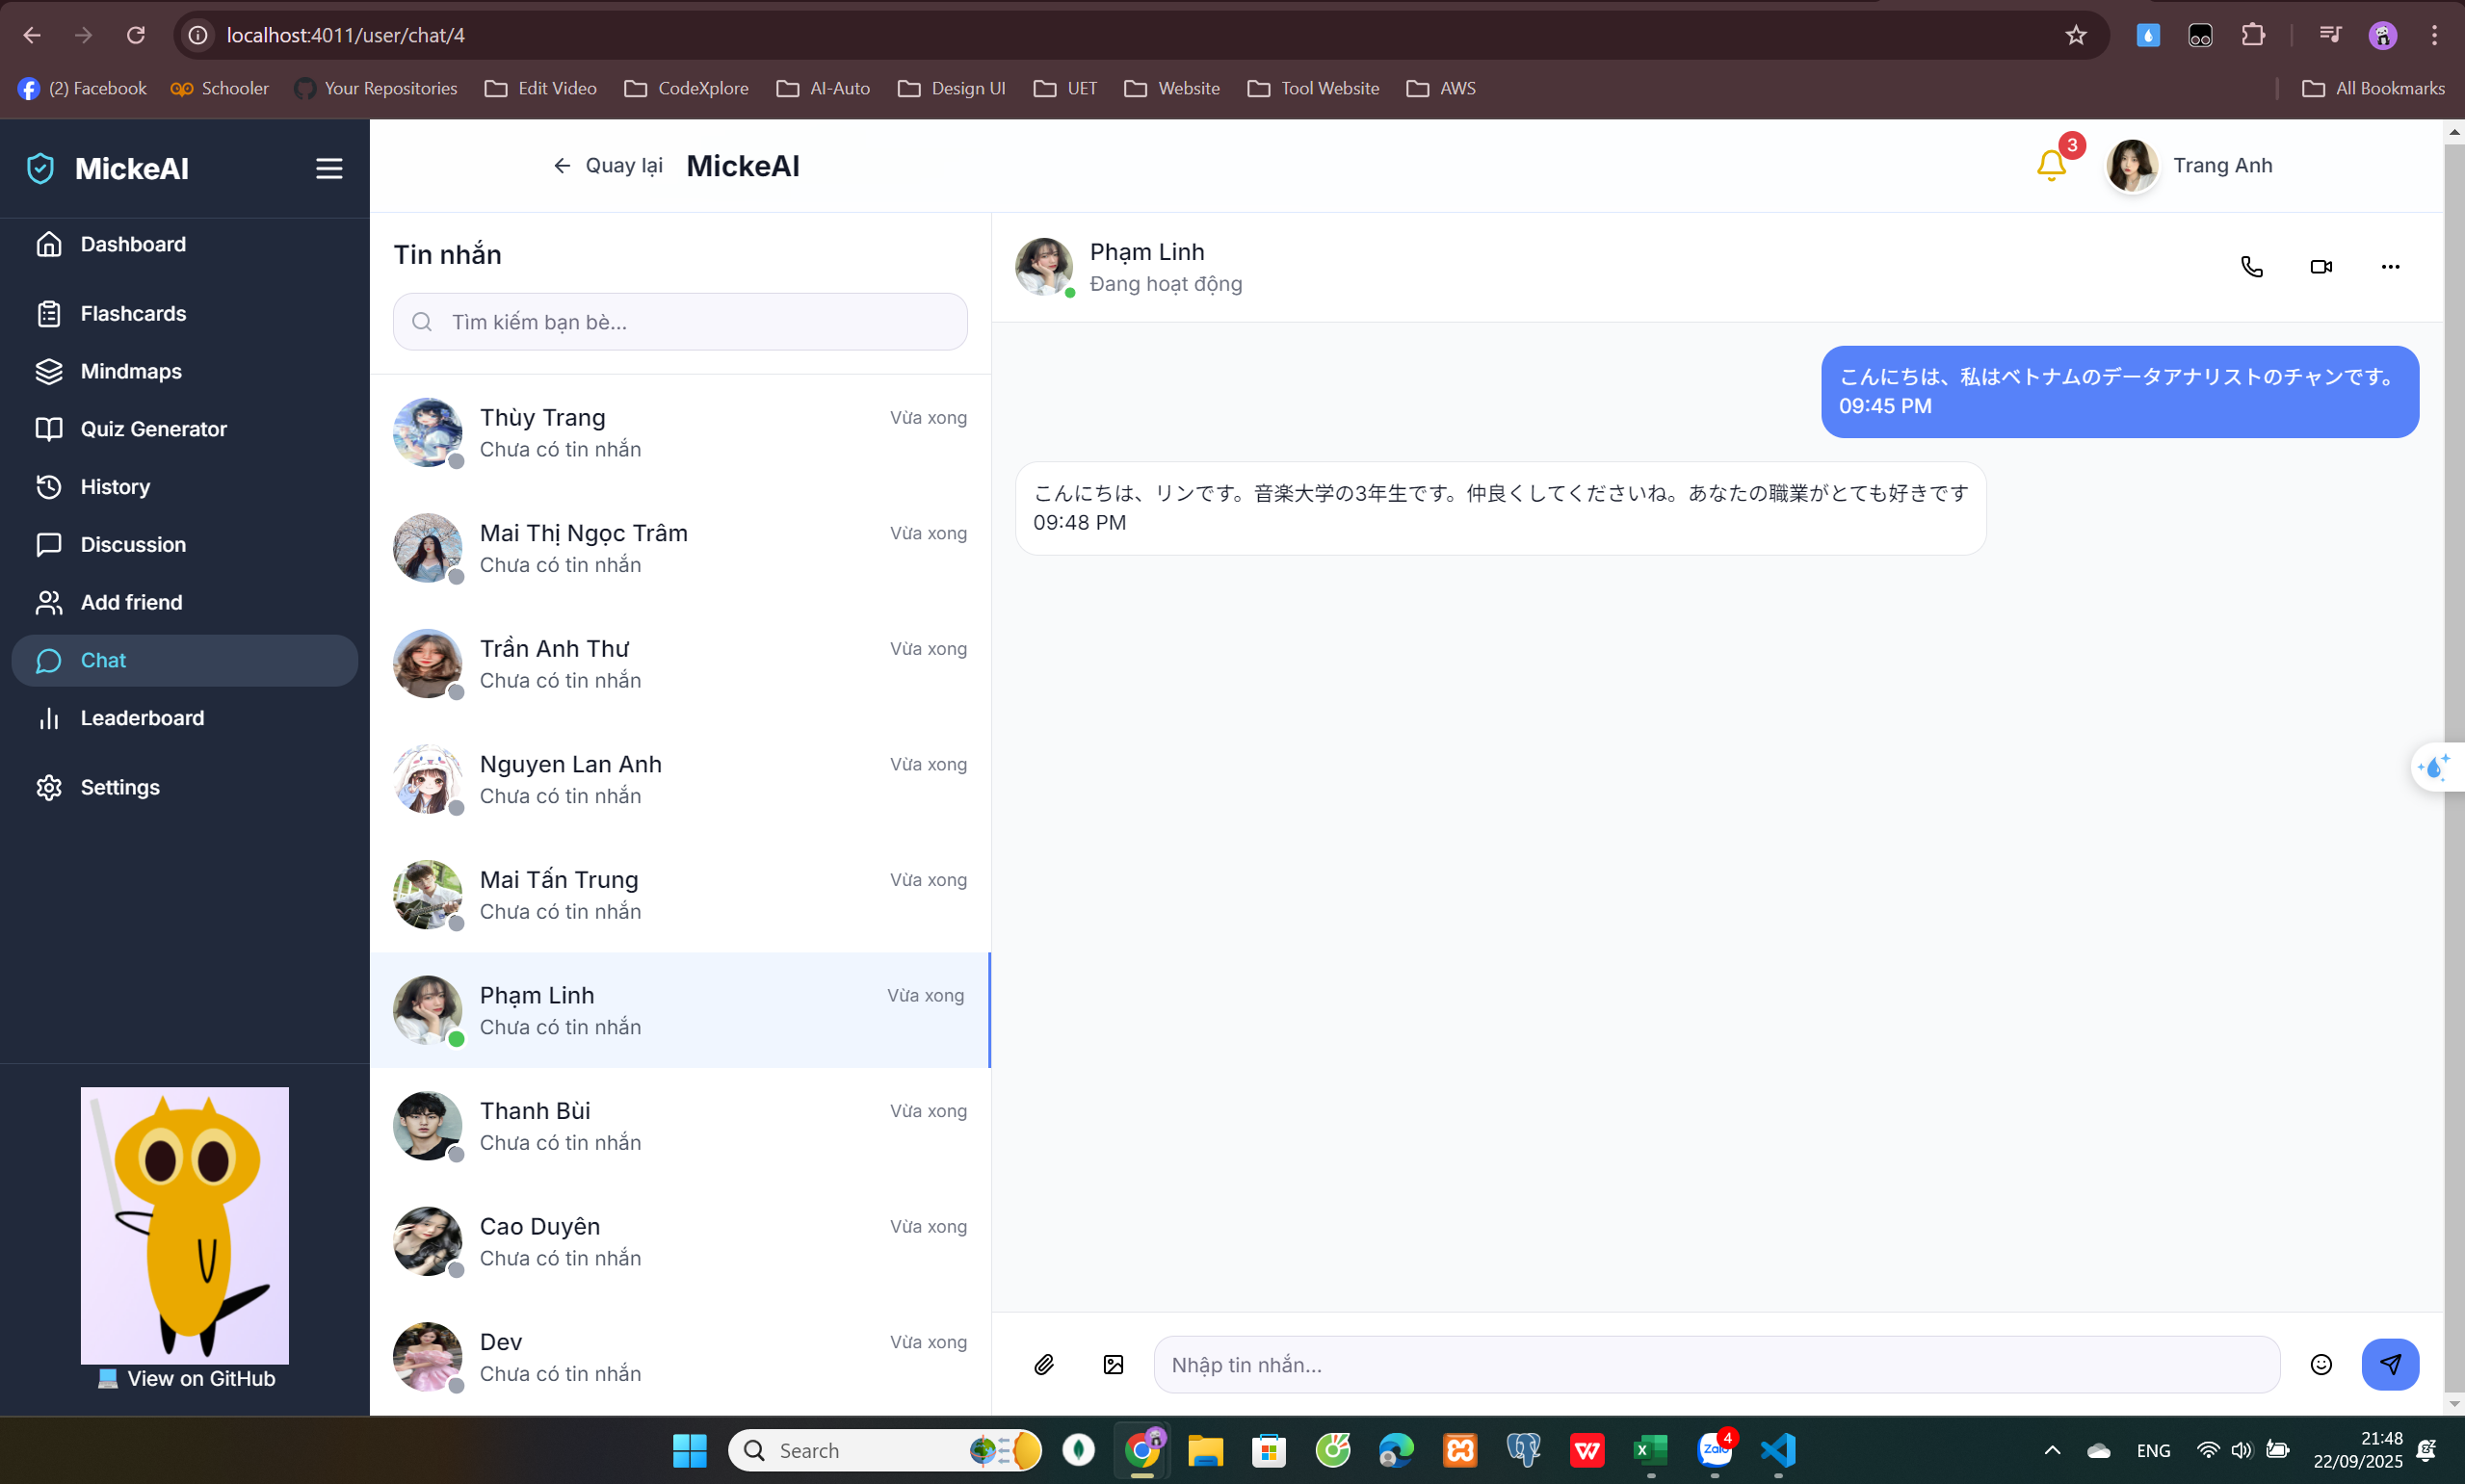 localhost:4011/user/chat/4
(2) Facebook
Schooler
Your Repositories
Edit Video
CodeXplore
AI-Auto
Design UI
UET
Website
Tool Website
AWS
All Bookmarks
MickeAI
Dashboard
Flashcards
Mindmaps
Quiz Generator
History
Discussion
Add friend
Chat
Leaderboard
Settings
View on GitHub
Quay lại
MickeAI
3
Trang Anh
Tin nhắn
Tìm kiếm bạn bè...
Thùy Trang
Vừa xong
Chưa có tin nhắn
Mai Thị Ngọc Trâm
Vừa xong
Chưa có tin nhắn
Trần Anh Thư
Vừa xong
Chưa có tin nhắn
Nguyen Lan Anh
Vừa xong
Chưa có tin nhắn
Mai Tấn Trung
Vừa xong
Chưa có tin nhắn
Phạm Linh
Vừa xong
Chưa có tin nhắn
Thanh Bùi
Vừa xong
Chưa có tin nhắn
Cao Duyên
Vừa xong
Chưa có tin nhắn
Dev
Vừa xong
Chưa có tin nhắn
Phạm Linh
Đang hoạt động
こんにちは、私はベトナムのデータアナリストのチャンです。
09:45 PM
こんにちは、リンです。音楽大学の3年生です。仲良くしてくださいね。あなたの職業がとても好きです
09:48 PM
Nhập tin nhắn...
Search
Zalo
4
ENG
21:48
22/09/2025